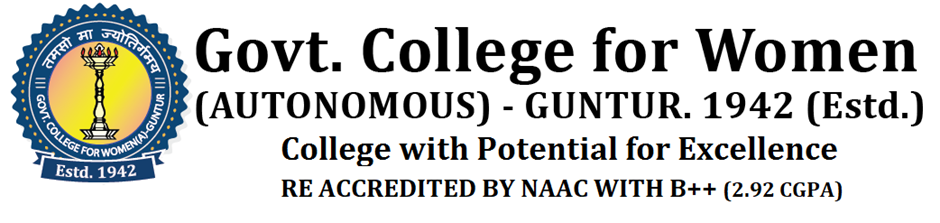 तमसो मा ज्योतिर्गमय
GOVT. COLLEGE FOR WOMEN(A)-GUNTUR
Estd. 1942
Govt. College for Women
(AUTONOMOUS) - GUNTUR. 1942 (Estd.)
College with Potential for Excellence
RE ACCREDITED BY NAAC WITH B++ (2.92 CGPA)